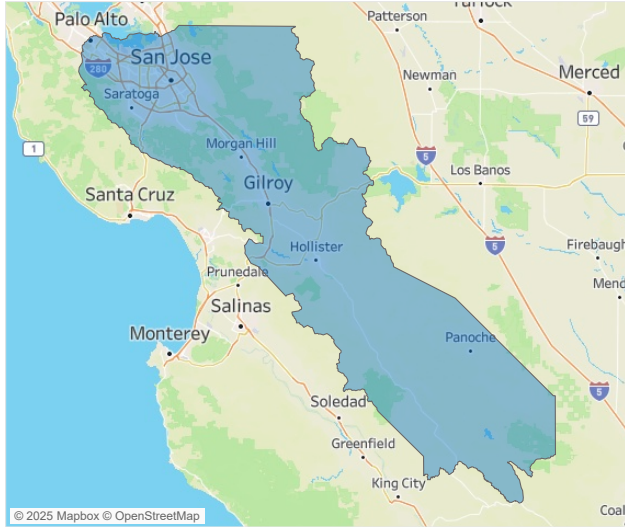 Patterson
Turlock
Palo Alto
San Jose
280
Newman
Merced
Saratoga
59
1
Morgan Hill
5
Los Banos
Gilroy
Santa Cruz
Hollister
5
Firebaugh
Prunedale
Mend
Salinas
Monterey
Panoche
5
Soledad
Greenfield
King City
Coal
© 2025 Mapbox © OpenStreetMap